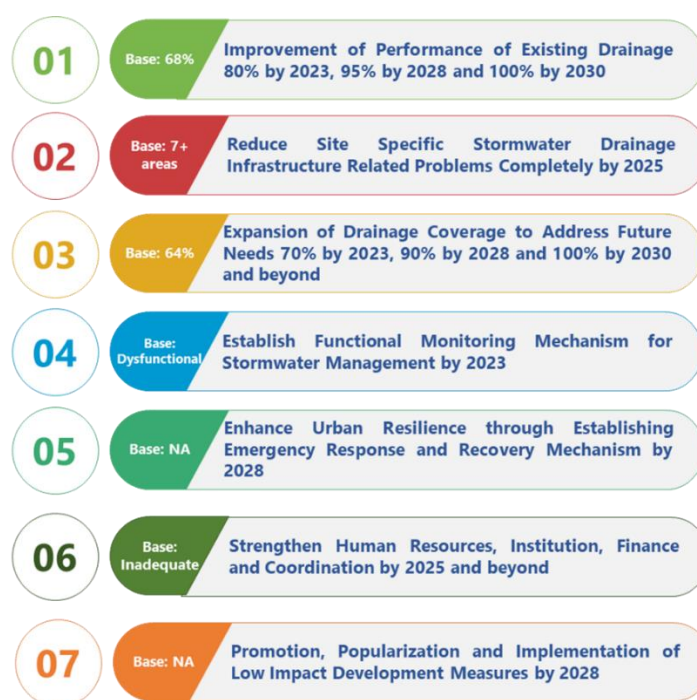 01
Base: 68%
Improvement of Performance of Existing Drainage
80% by 2023, 95% by 2028 and 100% by 2030
02
Base: 7+
areas
Reduce Site Specific Stormwater Drainage
Infrastructure Related Problems Completely by 2025
03
Base: 64%
Expansion of Drainage Coverage to Address Future
Needs 70% by 2023, 90% by 2028 and 100% by 2030
and beyond
04
Base:
Dysfunctional
Establish Functional Monitoring Mechanism for
Stormwater Management by 2023
05
Base: NA
Enhance Urban Resilience through Establishing
Emergency Response and Recovery Mechanism by
2028
06
Base:
Inadequate
Strengthen Human Resources, Institution, Finance
and Coordination by 2025 and beyond
07
Base: NA
Promotion, Popularization and Implementation of
Low Impact Development Measures by 2028